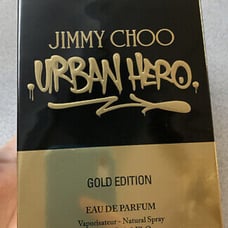 JIMMY CHOO
URBAN HERO.
GOLD EDITION
EAU DE PARFUM
Vaporisateur - Natural Spray